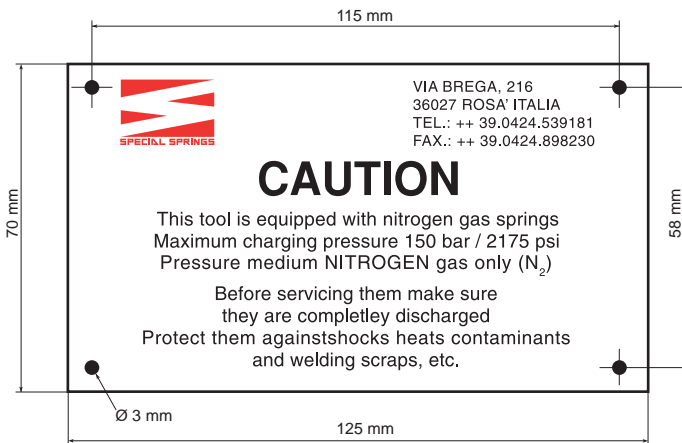 115 mm
VIA BREGA, 216
36027 ROSA' ITALIA
TEL.: ++ 39.0424.539181
FAX.: ++ 39.0424.898230
SPECIAL SPRINGS
CAUTION
This tool is equipped with nitrogen gas springs
Maximum charging pressure 150 bar / 2175 psi
Pressure medium NITROGEN gas only (N₂)
Before servicing them make sure
they are completley discharged
Protect them againstshocks heats contaminants
and welding scraps, etc.
70 mm
58 mm
Ø 3 mm
125 mm